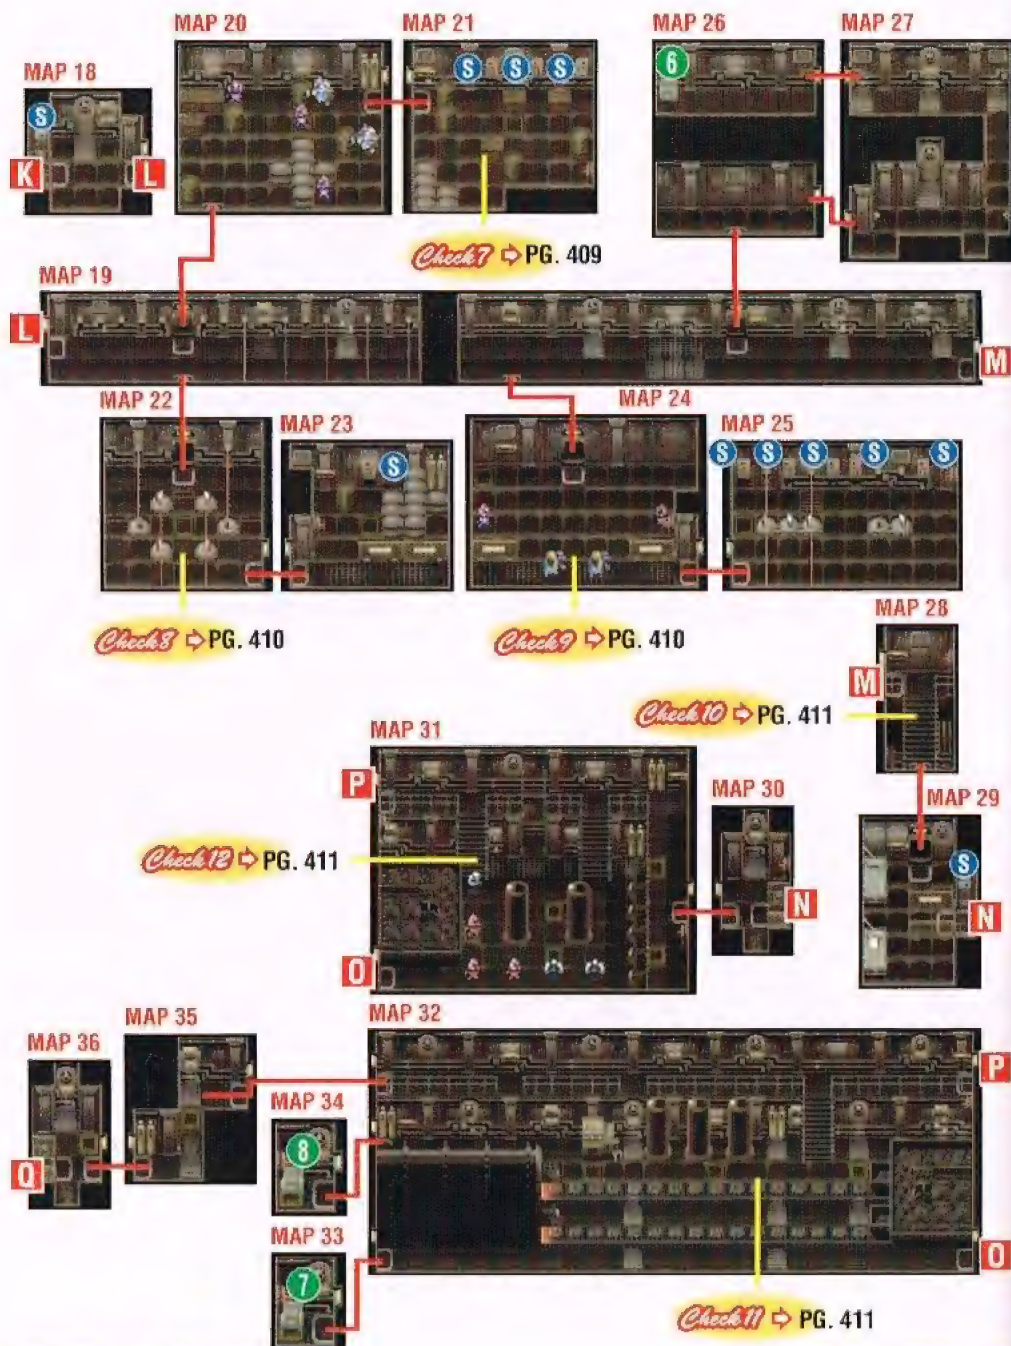 MAP 20
MAP 21
MAP 26
MAP 27
MAP 18
S
S
S
S
6
K
L
Check7 ⇨ PG. 409
MAP 19
L
M
MAP 22
MAP 23
MAP 24
MAP 25
S
S
S
S
S
S
Check8 ⇨ PG. 410
Check9 ⇨ PG. 410
MAP 28
M
Check10 ⇨ PG. 411
MAP 31
P
MAP 30
MAP 29
Check12 ⇨ PG. 411
S
N
N
O
MAP 36
MAP 35
MAP 32
P
MAP 34
8
Q
MAP 33
7
O
Check11 ⇨ PG. 411